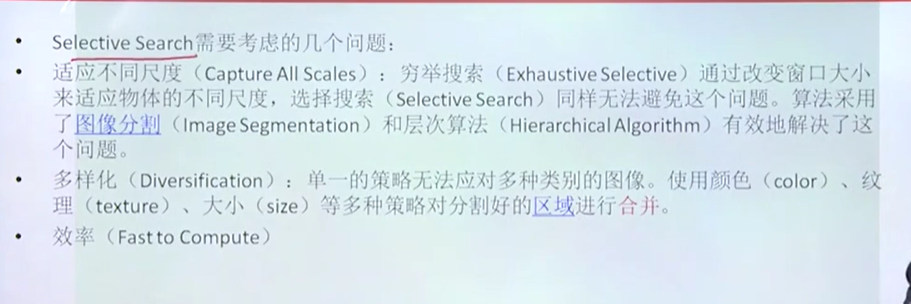 • Selective Search需要考虑的几个问题：
• 适应不同尺度（Capture All Scales）：穷举搜索（Exhaustive Selective）通过改变窗口大小
来适应物体的不同尺度，选择搜索（Selective Search）同样无法避免这个问题。算法采用
了图像分割（Image Segmentation）和层次算法（Hierarchical Algorithm）有效地解决了这
个问题。
• 多样化（Diversification）：单一的策略无法应对多种类别的图像。使用颜色（color）、纹
理（texture）、大小（size）等多种策略对分割好的区域进行合并。
• 效率（Fast to Compute）